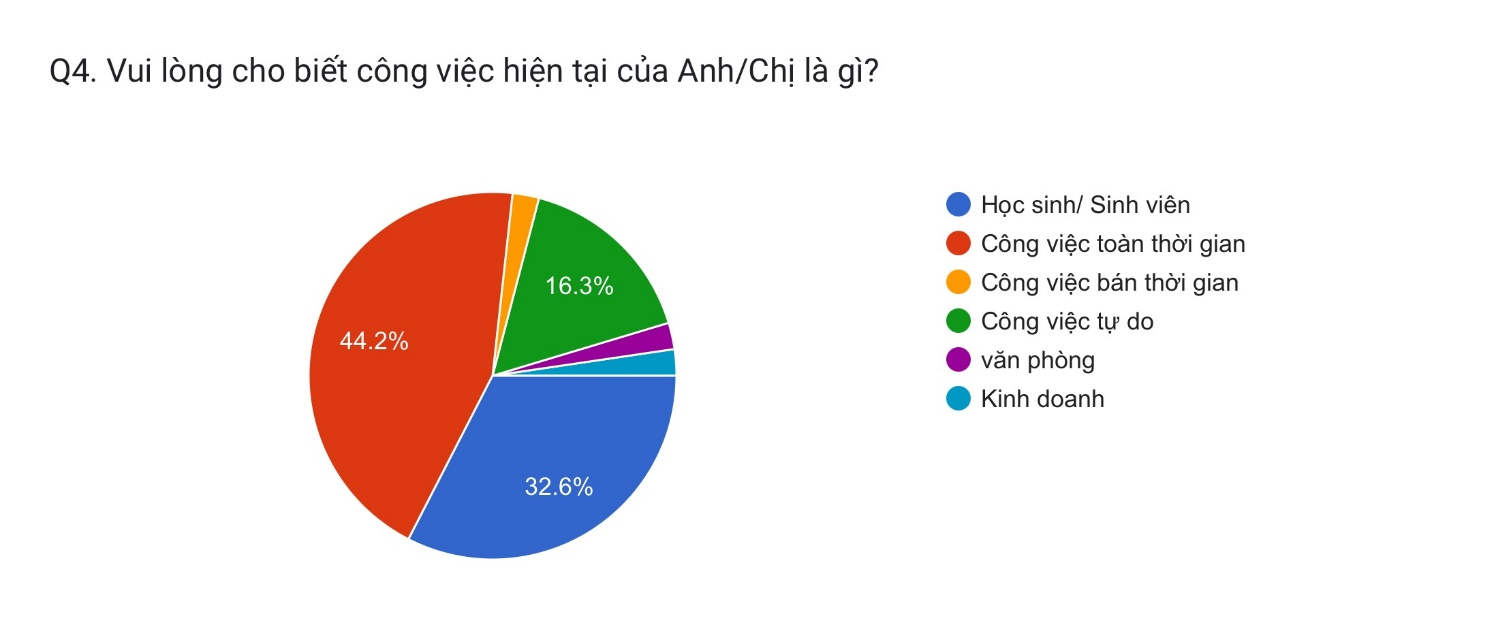 Q4. Vui lòng cho biết công việc hiện tại của Anh/Chị là gì?
16.3%
44.2%
32.6%
Học sinh/ Sinh viên
Công việc toàn thời gian
Công việc bán thời gian
Công việc tự do
văn phòng
Kinh doanh